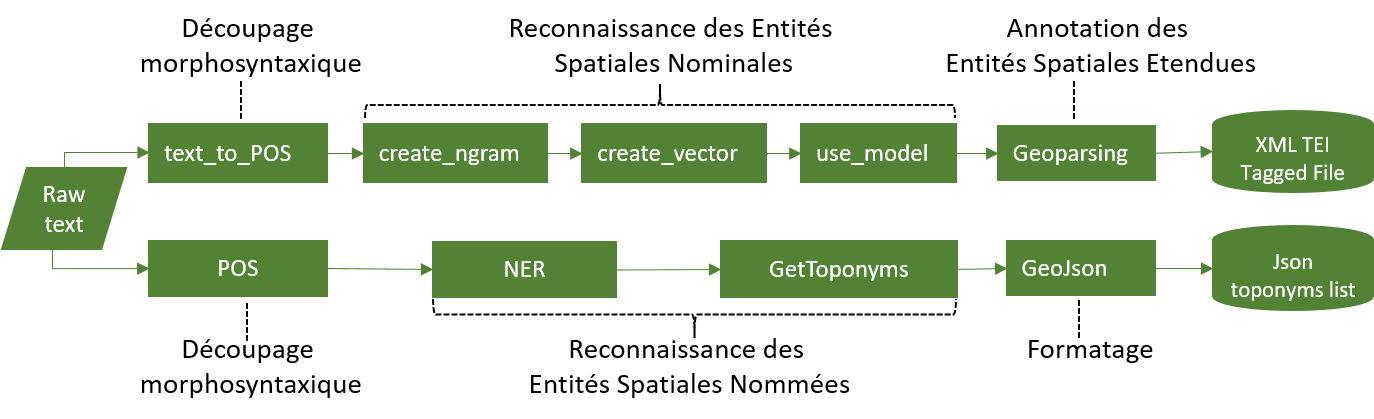 Découpage
morphosyntaxique
Reconnaissance des Entités
Spatiales Nominales
Annotation des
Entités Spatiales Etendues
Raw
text
text_to_POS
create_ngram
create_vector
use_model
Geoparsing
XML TEI
Tagged File
POS
NER
GetToponyms
GeoJson
Json
toponyms list
Découpage
morphosyntaxique
Reconnaissance des
Entités Spatiales Nommées
Formatage